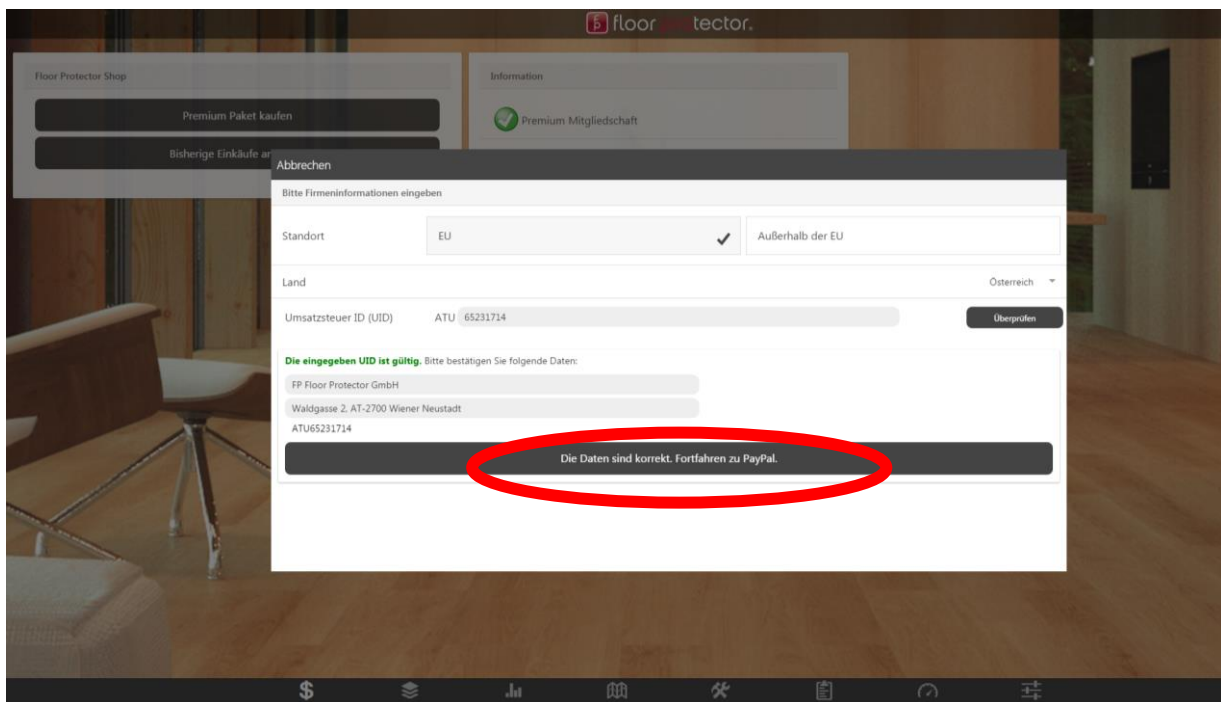 floor protector.
Floor Protector Shop
Premium Paket kaufen
Bisherige Einkäufe
Information
Premium Mitgliedschaft
Abbrechen
Bitte Firmeninformationen eingeben
Standort
EU
Außerhalb der EU
Land
Österreich
Umsatzsteuer ID (UID)
ATU 65231714
Überprüfen
Die eingegeben UID ist gültig. Bitte bestätigen Sie folgende Daten:
FP Floor Protector GmbH
Waldgasse 2, AT-2700 Wiener Neustadt
ATU65231714
Die Daten sind korrekt. Fortfahren zu PayPal.